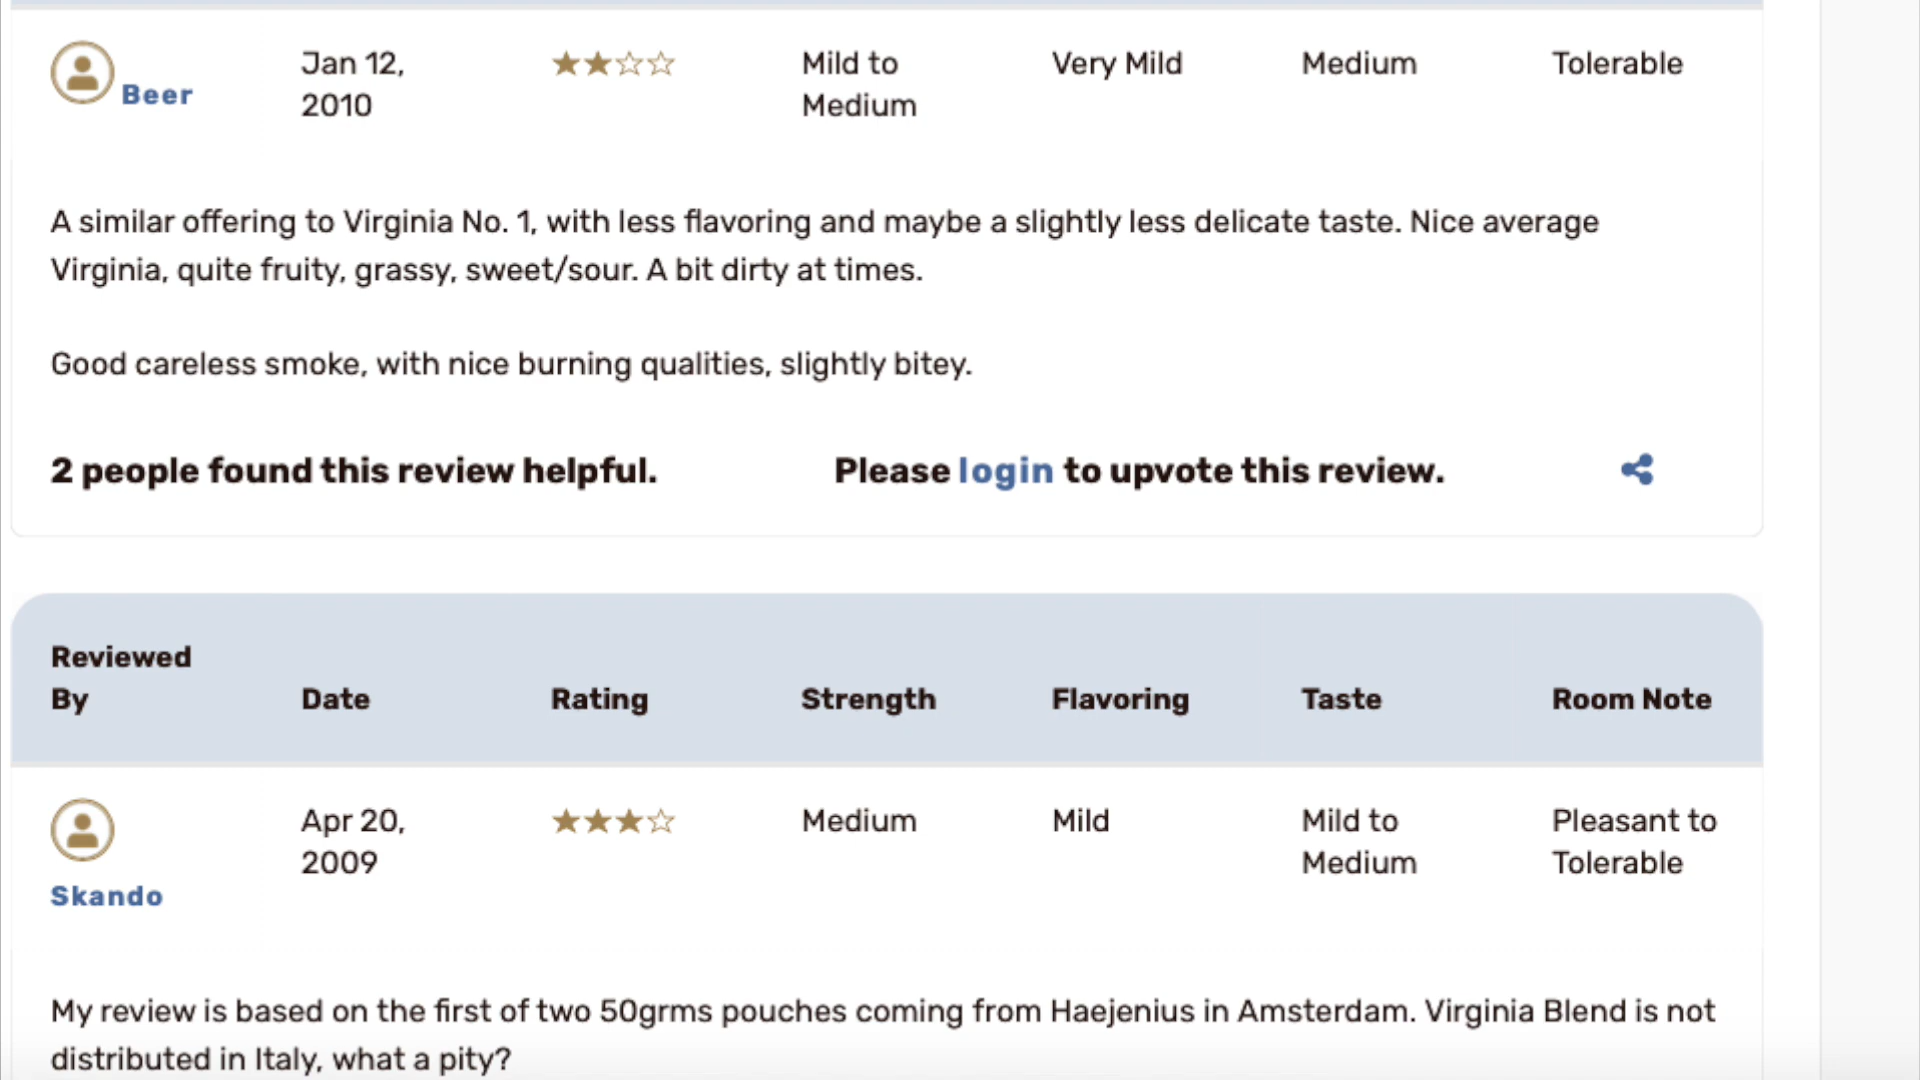 Beer
Jan 12, 2010
Mild to Medium
Very Mild
Medium
Tolerable
A similar offering to Virginia No. 1, with less flavoring and maybe a slightly less delicate taste. Nice average
Virginia, quite fruity, grassy, sweet/sour. A bit dirty at times.
Good careless smoke, with nice burning qualities, slightly bitey.
2 people found this review helpful.
Please login to upvote this review.
Reviewed By
Date
Rating
Strength
Flavoring
Taste
Room Note
Skando
Apr 20, 2009
Medium
Mild
Mild to Medium
Pleasant to Tolerable
My review is based on the first of two 50grms pouches coming from Haejenius in Amsterdam. Virginia Blend is not
distributed in Italy, what a pity?